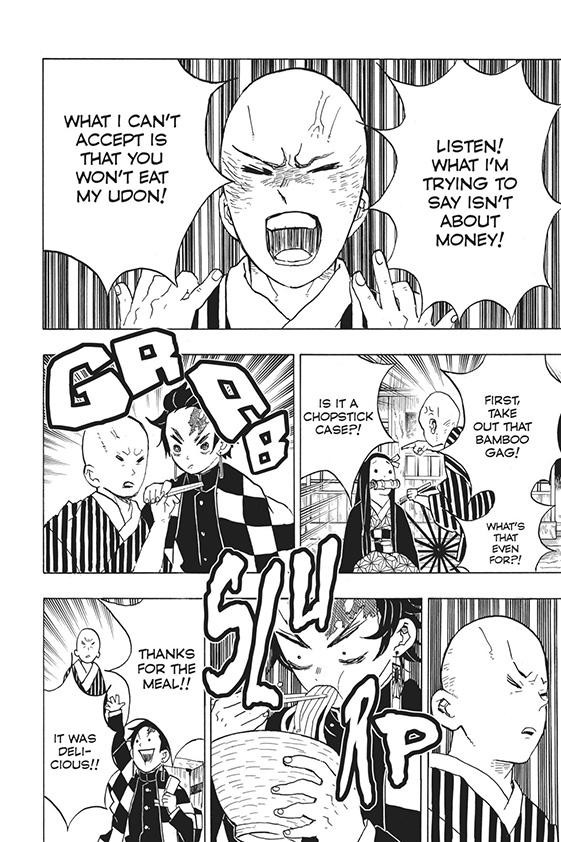 LISTEN!
WHAT I'M
TRYING TO
SAY ISN'T
ABOUT
MONEY!
WHAT I CAN'T
ACCEPT IS
THAT YOU
WON'T EAT
MY UDON!
FIRST,
TAKE
OUT THAT
BAMBOO
GAG!
WHAT'S
THAT
EVEN
FOR?!
IS IT A
CHOPSTICK
CASE?!
GRAB
SLURP
THANKS
FOR THE
MEAL!!
IT WAS
DELI-
CIOUS!!